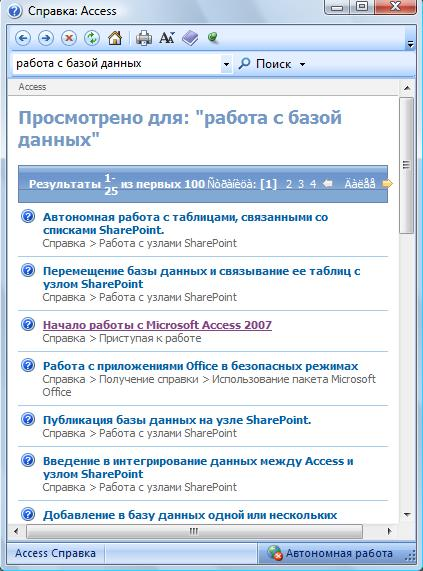 Справка: Access
работа с базой данных
Поиск
Access
Просмотрено для: "работа с базой
данных"
Результаты 1-25 из первых 100 Ñòðàíèöà: [1] 2 3 4 Äàëåå
Автономная работа с таблицами, связанными со
списками SharePoint.
Справка > Работа с узлами SharePoint
Перемещение базы данных и связывание ее таблиц с
узлом SharePoint
Справка > Работа с узлами SharePoint
Начало работы с Microsoft Access 2007
Справка > Приступая к работе
Работа с приложениями Office в безопасных режимах
Справка > Получение справки > Использование пакета Microsoft
Office
Публикация базы данных на узле SharePoint.
Справка > Работа с узлами SharePoint
Введение в интегрирование данных между Access и
узлом SharePoint
Справка > Работа с узлами SharePoint
Добавление в базу данных одной или нескольких
Access Справка
Автономная работа